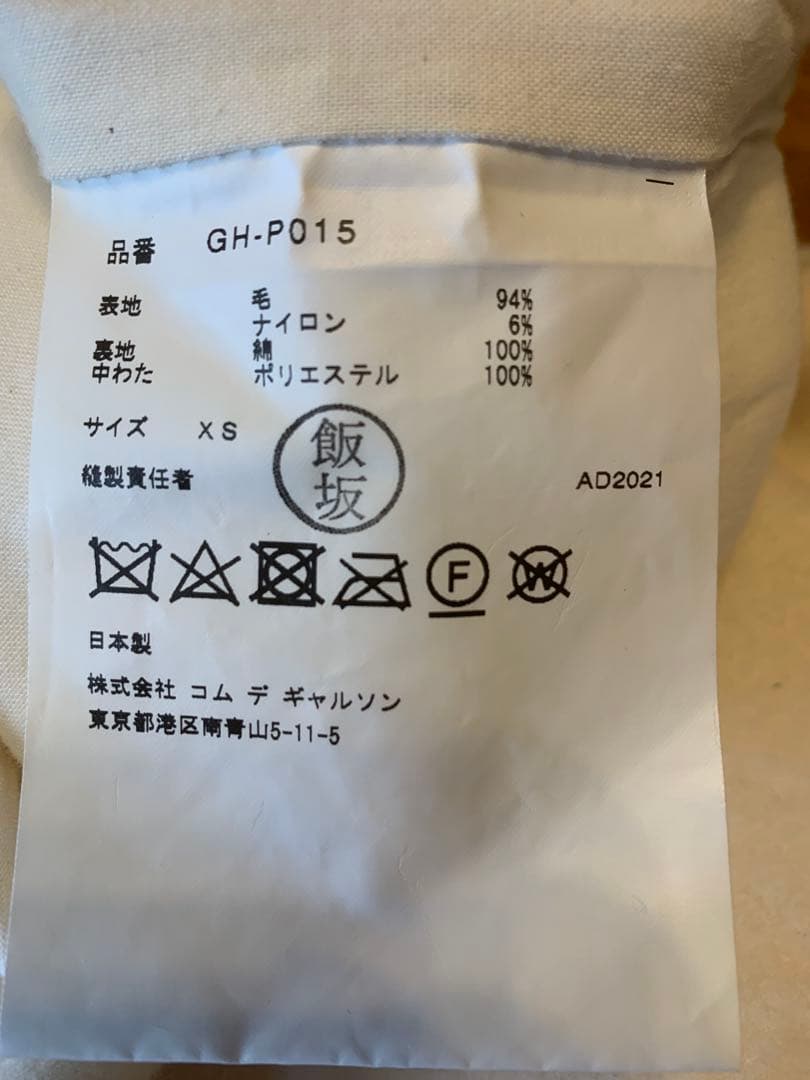 品番 GH-P015
表地 毛 94%
ナイロン 6%
裏地 綿 100%
中わた ポリエステル 100%
サイズ XS
飯坂
縫製責任者 AD2021
F W
日本製
株式会社 コム デ ギャルソン
東京都港区南青山5-11-5